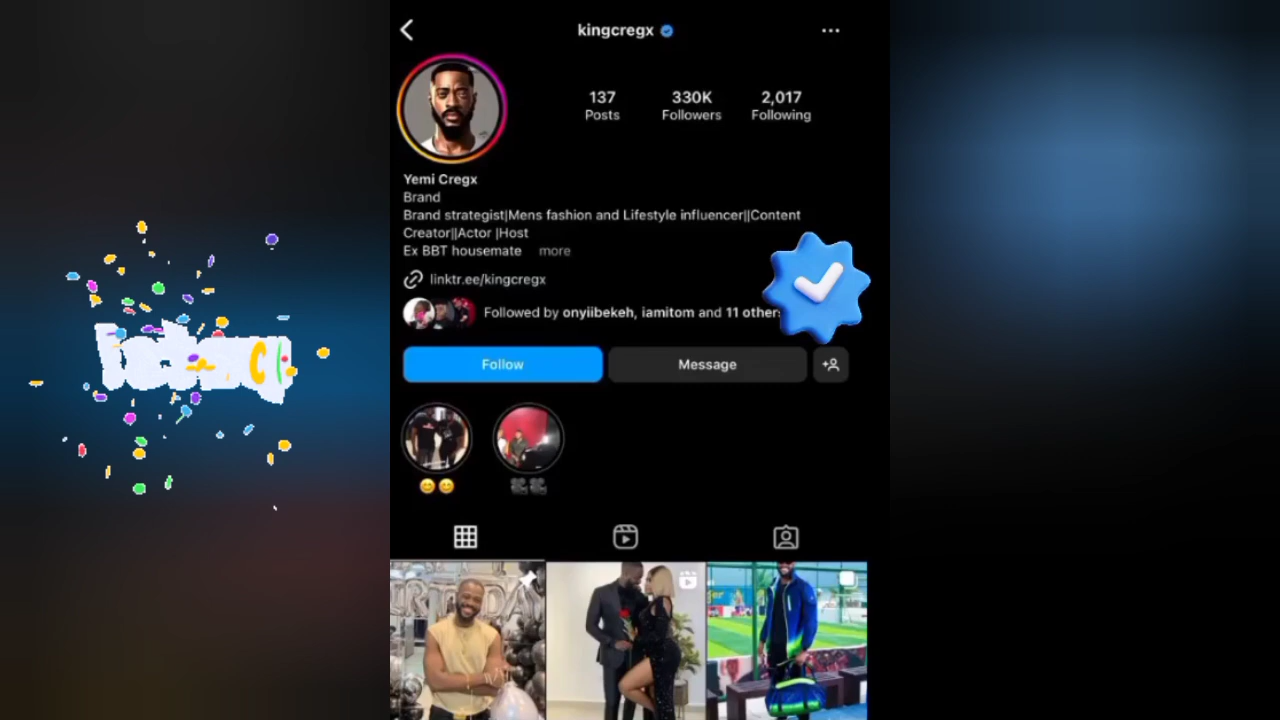 kingcregx
137
330K
2,017
Posts
Followers
Following
Yemi Cregx
Brand
Brand strategist|Mens fashion and Lifestyle influencer||Content
Creator||Actor |Host
Ex BBT housemate more
linktr.ee/kingcregx
Followed by onyiibekeh, iamitom and 11 others
Follow
Message
😊😊